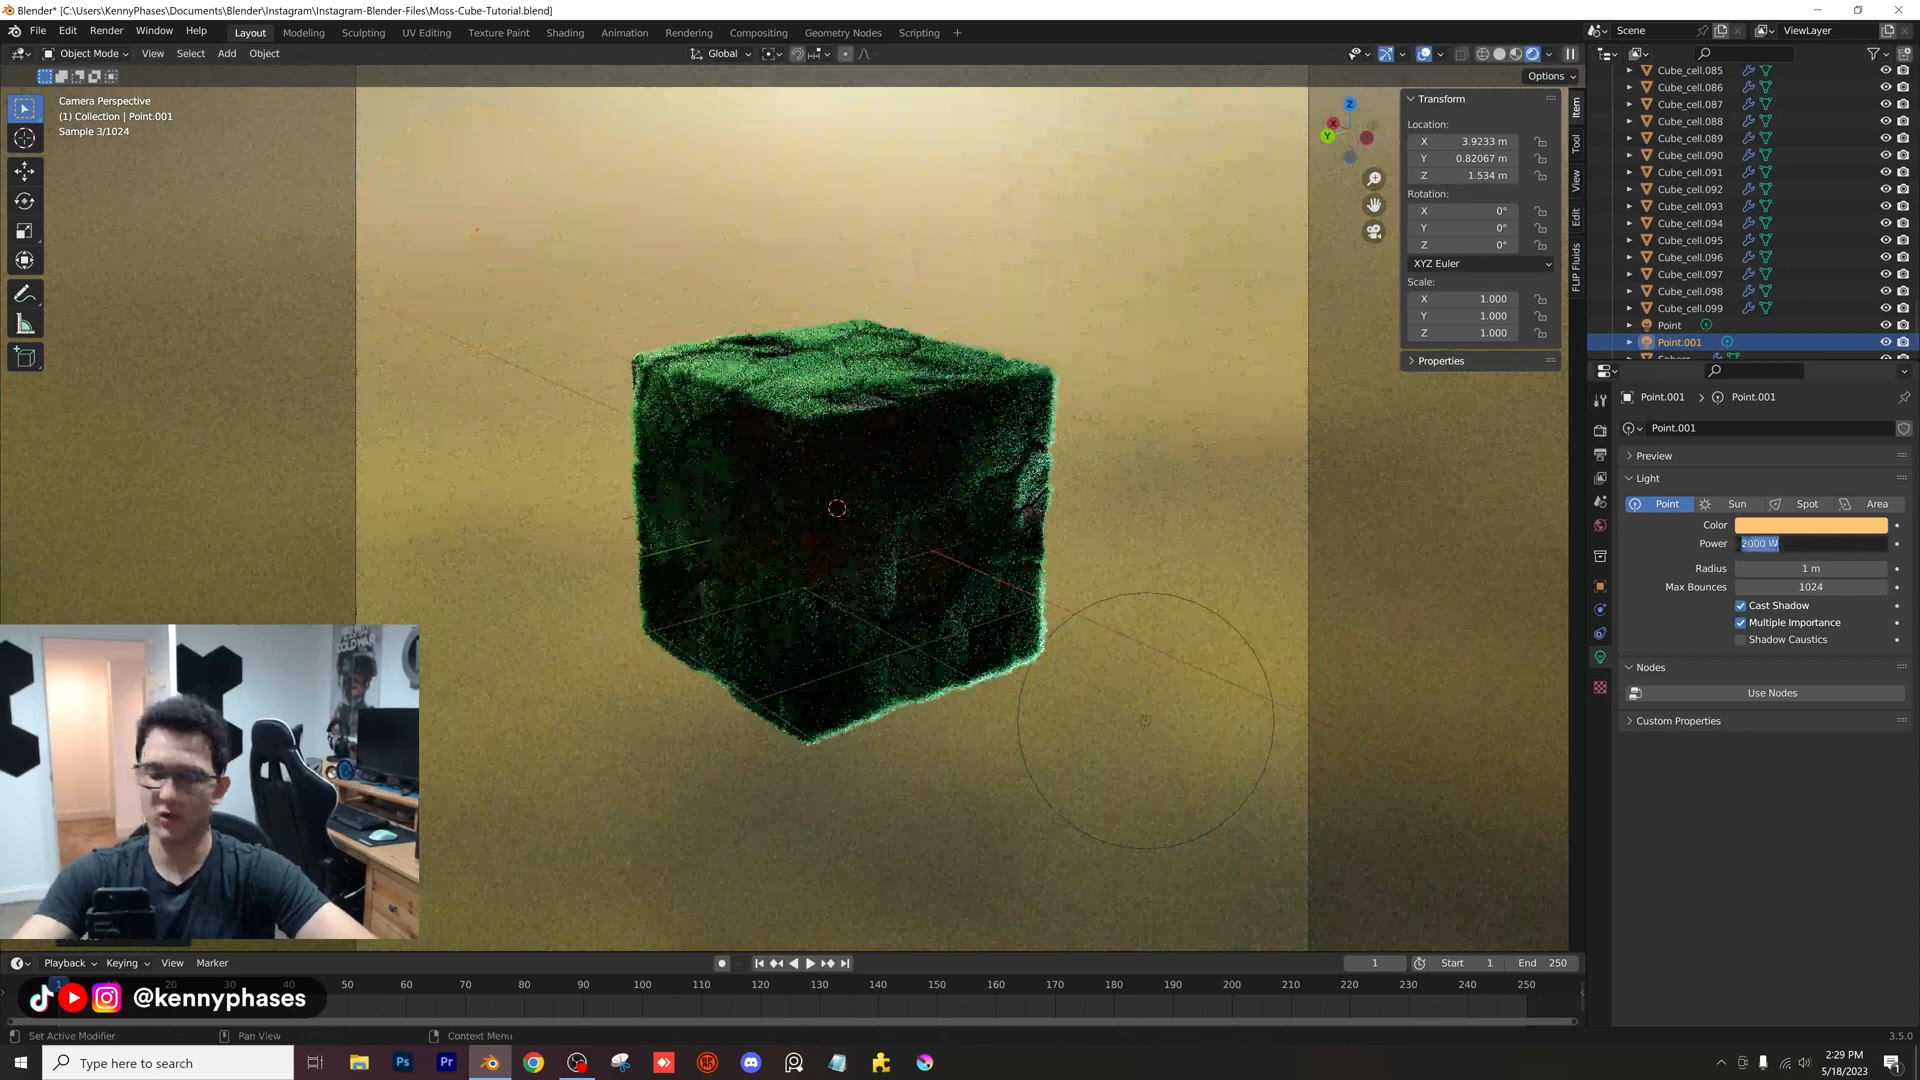 Blender* [C:\Users\KennyPhases\Documents\Blender\Instagram\Instagram-Blender-Files\Moss-Cube-Tutorial.blend]
File Edit Render Window Help Layout Modeling Sculpting UV Editing Texture Paint Shading Animation Rendering Compositing Geometry Nodes Scripting + Scene ViewLayer
Object Mode View Select Add Object Global
Options
Camera Perspective
(1) Collection | Point.001
Sample 3/1024
Z
X
Y
Transform
Location:
X 3.9233 m
Y 0.82067 m
Z 1.534 m
Rotation:
X 0°
Y 0°
Z 0°
XYZ Euler
Scale:
X 1.000
Y 1.000
Z 1.000
Properties
Item
Tool
View
Edit
FLIP Fluids
Cube_cell.085
Cube_cell.086
Cube_cell.087
Cube_cell.088
Cube_cell.089
Cube_cell.090
Cube_cell.091
Cube_cell.092
Cube_cell.093
Cube_cell.094
Cube_cell.095
Cube_cell.096
Cube_cell.097
Cube_cell.098
Cube_cell.099
Point
Point.001
Point.001 > Point.001
Point.001
Preview
Light
Point Sun Spot Area
Color
Power 2000 W
Radius 1 m
Max Bounces 1024
Cast Shadow
Multiple Importance
Shadow Caustics
Nodes
Use Nodes
Custom Properties
COLD WAR
Playback Keying View Marker 1 Start 1 End 250
1 20 30 40 50 60 70 80 90 100 110 120 130 140 150 160 170 180 190 200 210 220 230 240 250
@kennyphases
Set Active Modifier Pan View Context Menu 3.5.0
Type here to search
Ps
Pr
2:29 PM
5/18/2023
1